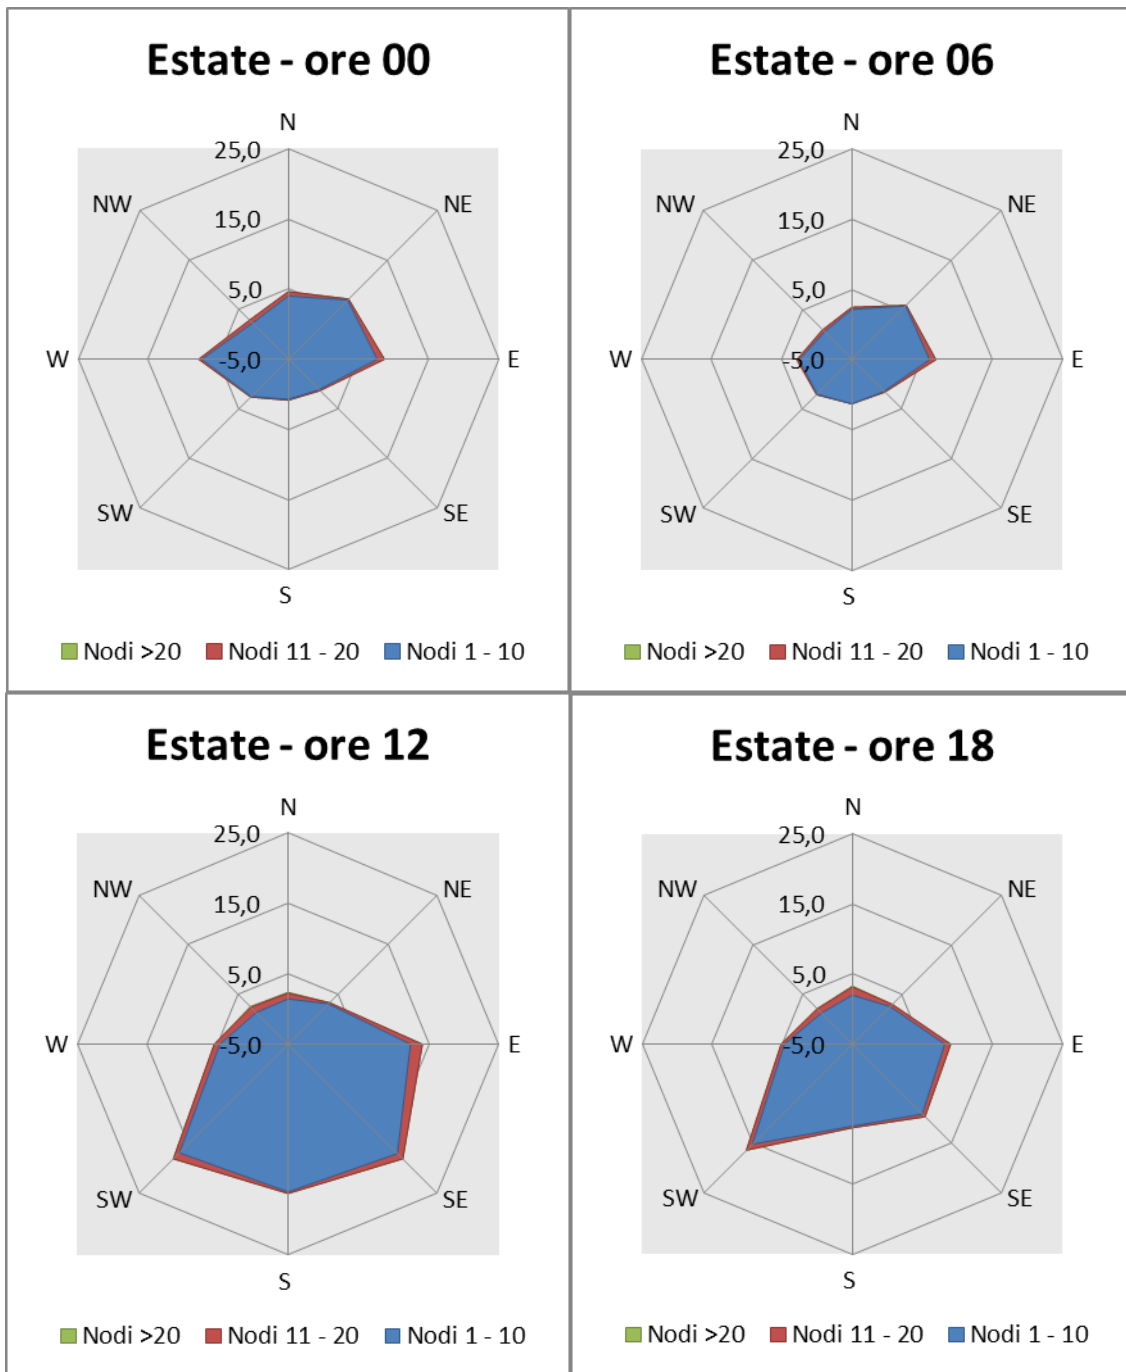 Estate - ore 00
N
25,0
NW
NE
15,0
5,0
W
-5,0
E
SW
SE
S
Nodi >20 Nodi 11 - 20 Nodi 1 - 10
Estate - ore 06
N
25,0
NW
NE
15,0
5,0
W
-5,0
E
SW
SE
S
Nodi >20 Nodi 11 - 20 Nodi 1 - 10
Estate - ore 12
N
25,0
NW
NE
15,0
5,0
W
-5,0
E
SW
SE
S
Nodi >20 Nodi 11 - 20 Nodi 1 - 10
Estate - ore 18
N
25,0
NW
NE
15,0
5,0
W
-5,0
E
SW
SE
S
Nodi >20 Nodi 11 - 20 Nodi 1 - 10